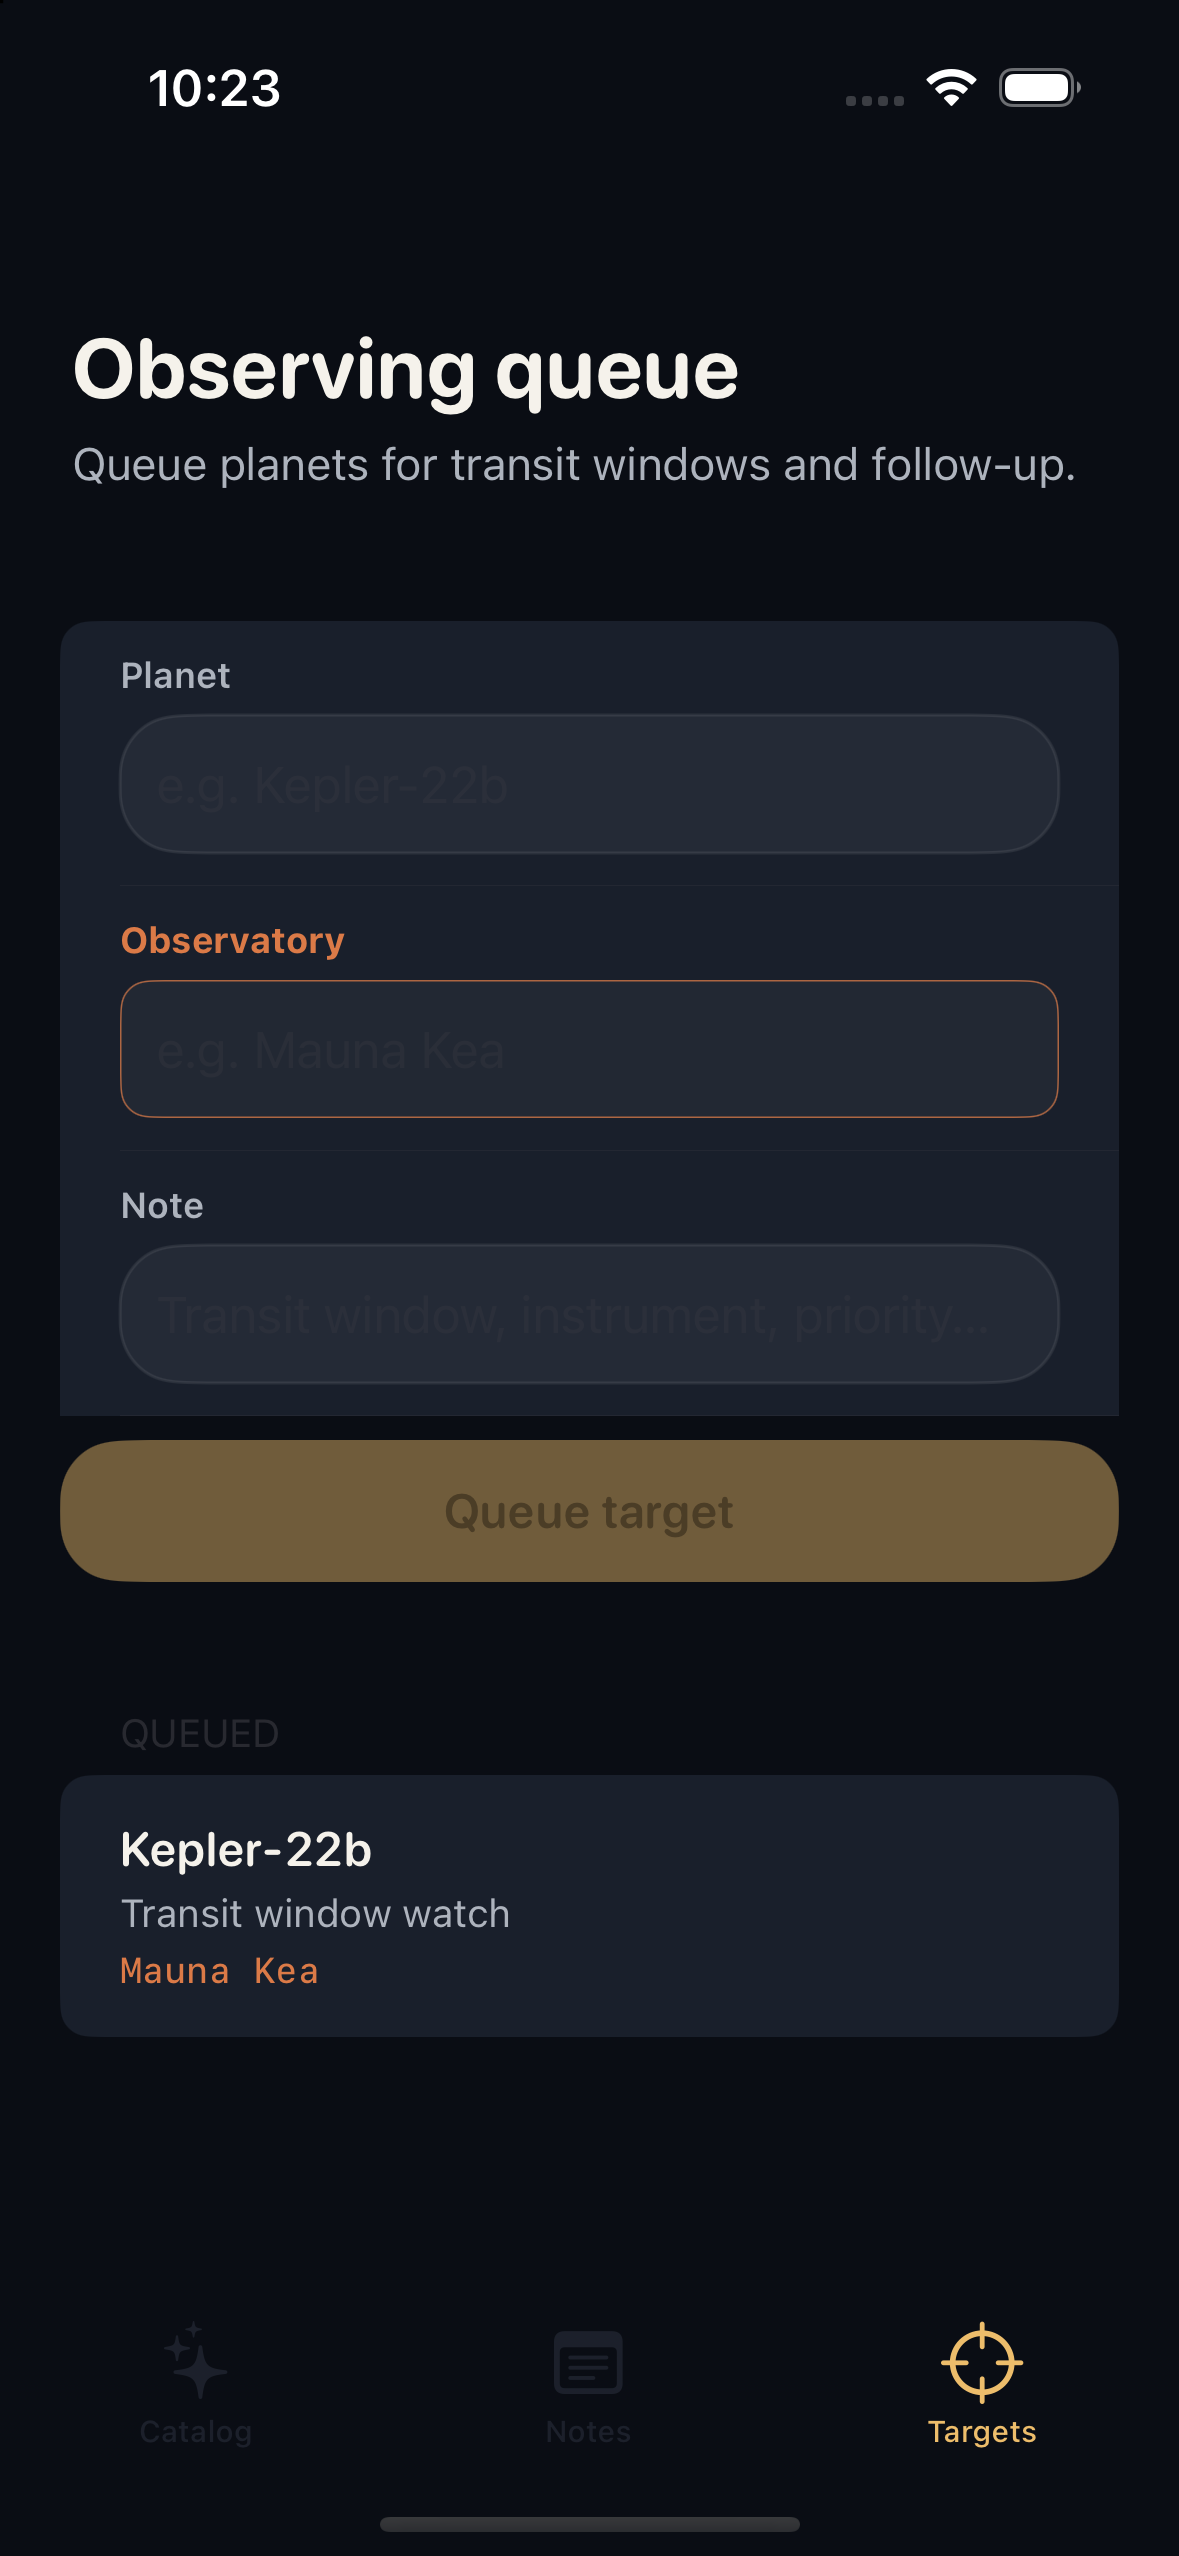 10:23
Observing queue
Queue planets for transit windows and follow-up.
Planet
e.g. Kepler-22b
Observatory
e.g. Mauna Kea
Note
Transit window, instrument, priority...
Queue target
QUEUED
Kepler-22b
Transit window watch
Mauna Kea
Catalog
Notes
Targets